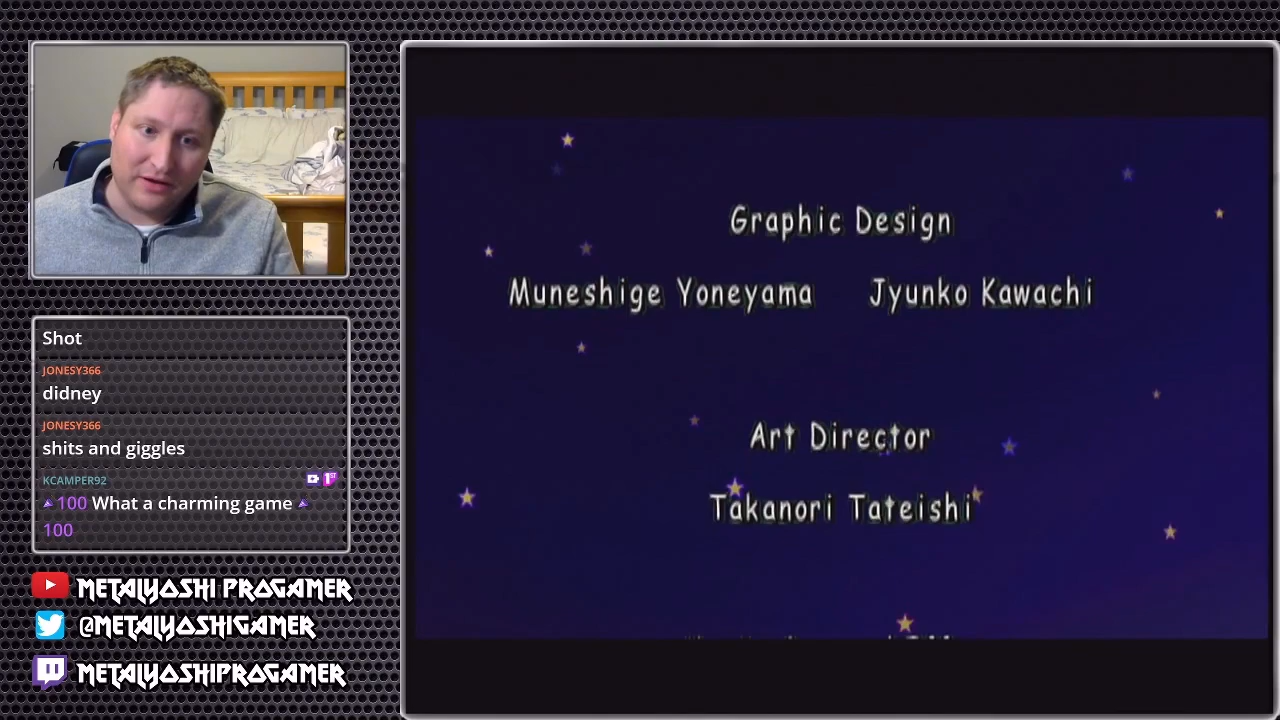 Shot
JONESY366
didney
JONESY366
shits and giggles
KCAMPER92
100 What a charming game
100
METALYOSHI PROGAMER
@METALYOSHIGAMER
METALYOSHIPROGAMER
Graphic Design
Muneshige Yoneyama Jyunko Kawachi
Art Director
Takanori Tateishi